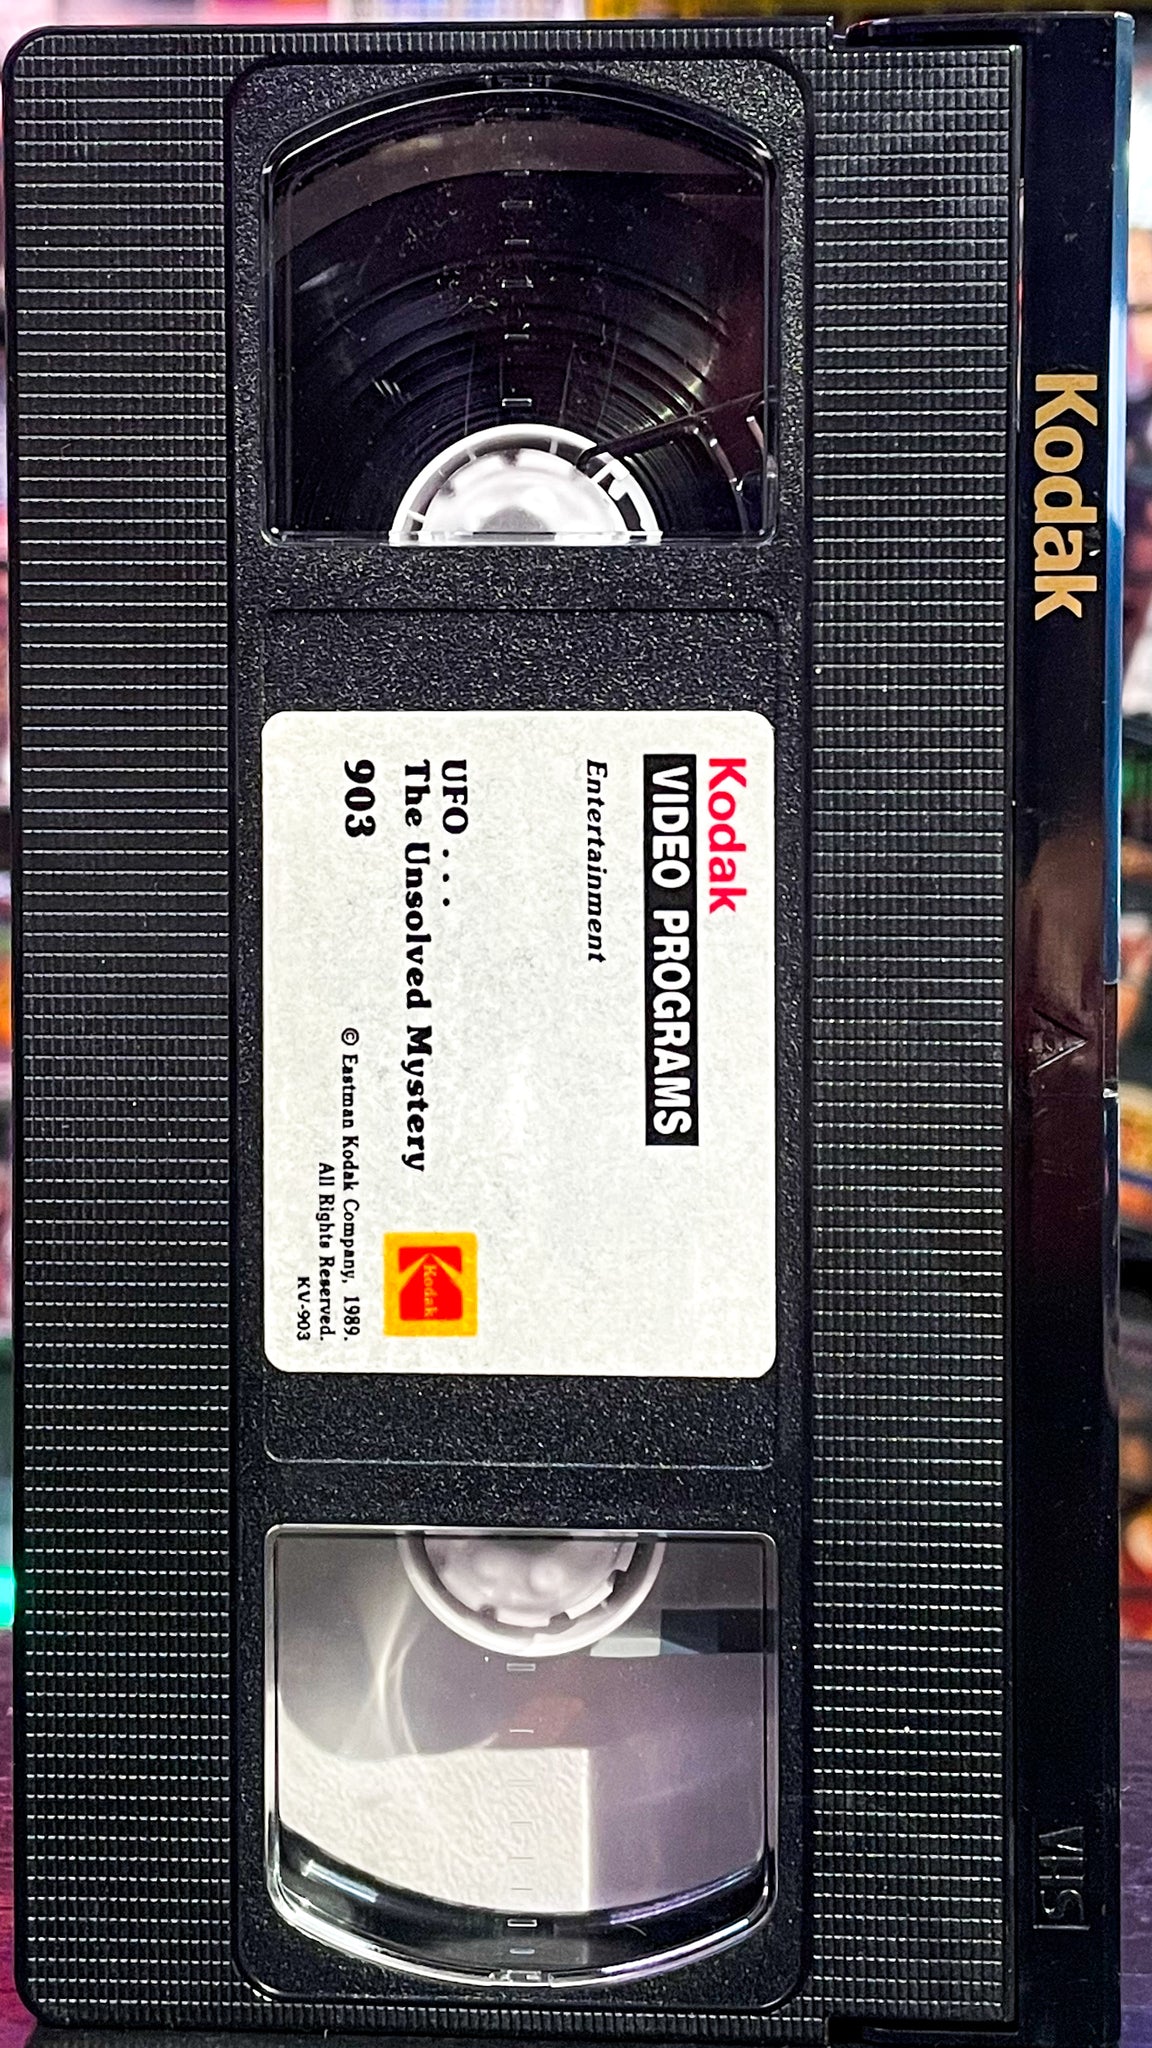 Kodak
VHS
Kodak
VIDEO PROGRAMS
Entertainment
UFO . . .
The Unsolved Mystery
903
Kodak
© Eastman Kodak Company, 1989.
All Rights Reserved.
KV-903